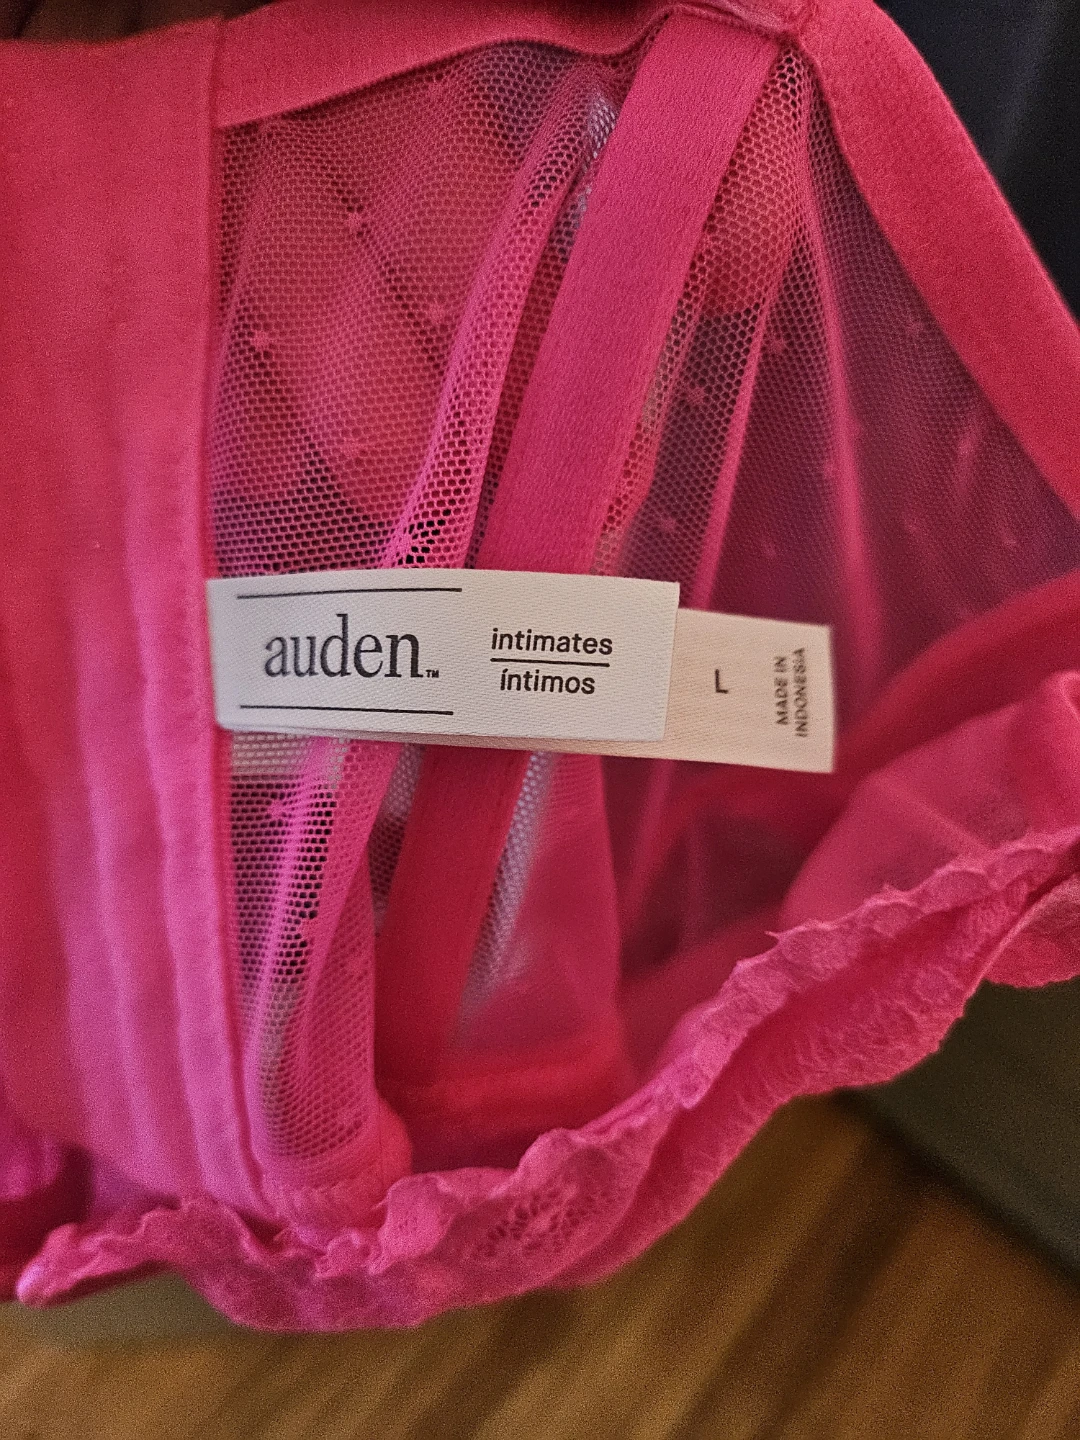 auden™
intimates
íntimos
L
MADE IN
INDONESIA